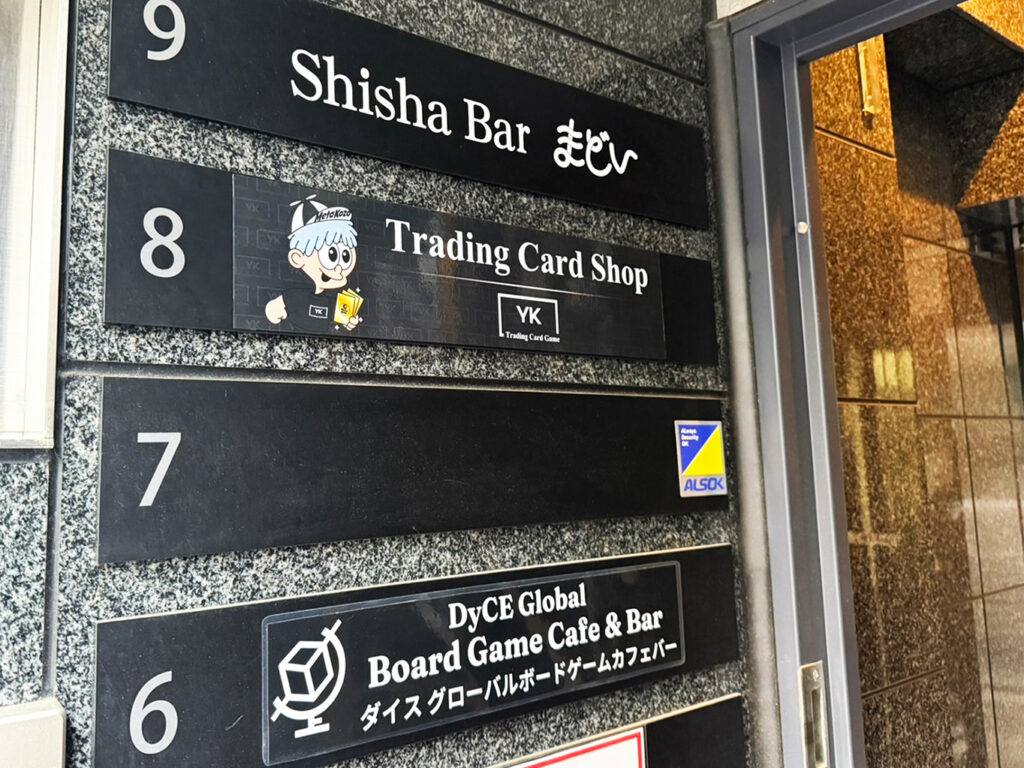 9
Shisha Bar まどい
8
MetaKozo
YK
Trading Card Shop
YK
Trading Card Game
7
ALways
Security
OK
ALSOK
6
DyCE Global
Board Game Cafe & Bar
ダイス グローバルボードゲームカフェバー